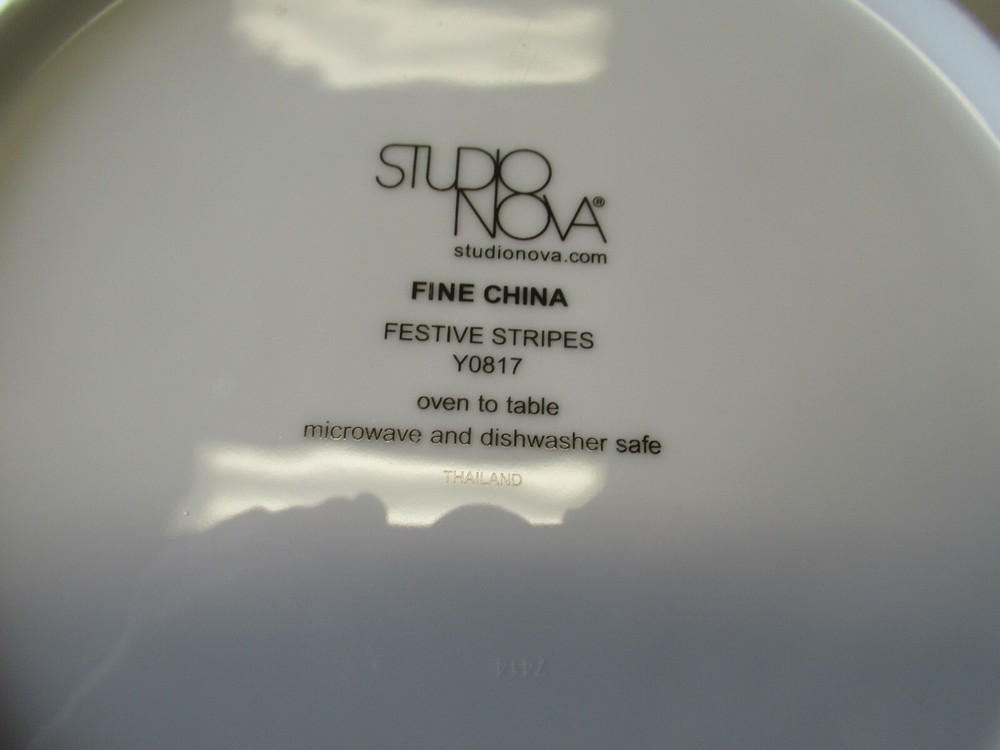 STUDIO
NOVA®
studionova.com
FINE CHINA
FESTIVE STRIPES
Y0817
oven to table
microwave and dishwasher safe
THAILAND